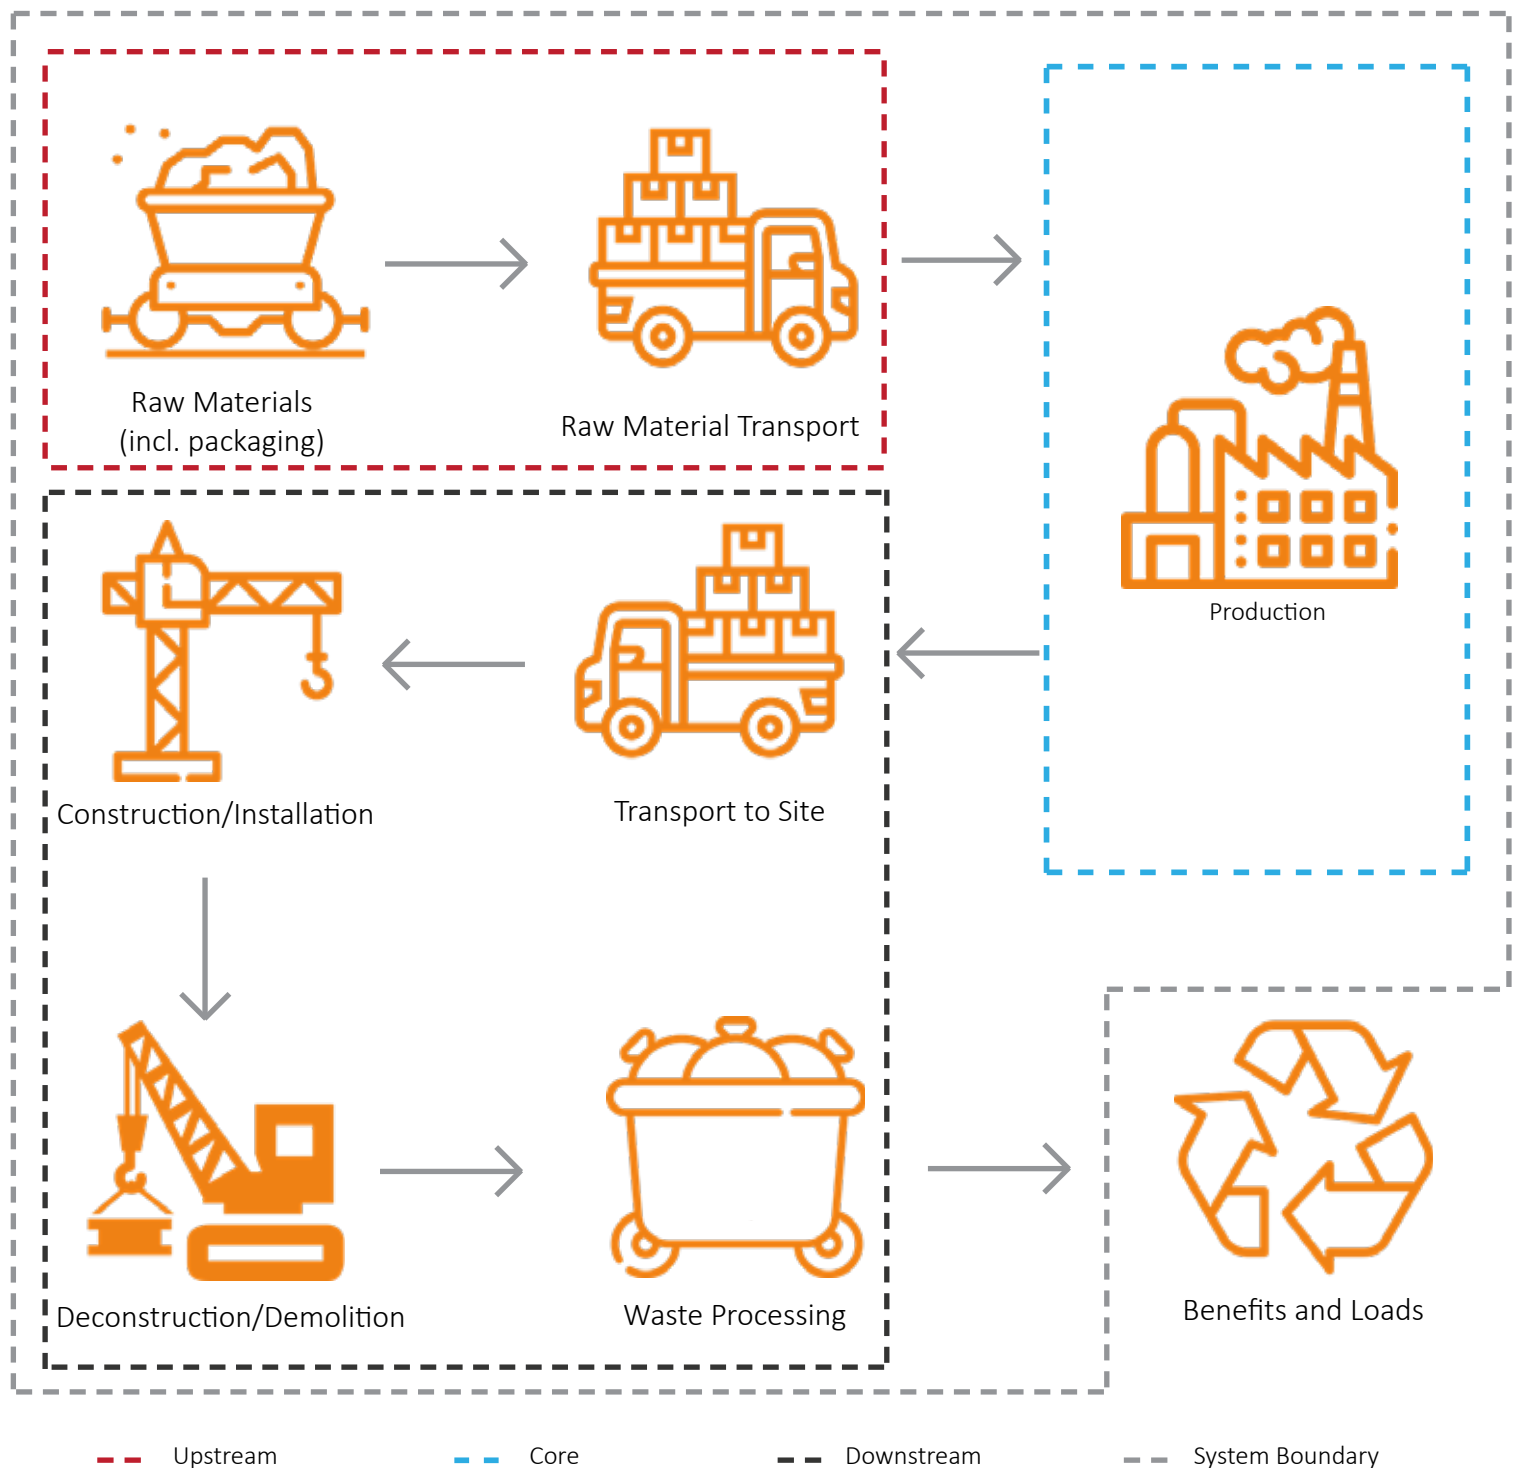 Raw Materials
(incl. packaging)
Raw Material Transport
Production
Construction/Installation
Transport to Site
Deconstruction/Demolition
Waste Processing
Benefits and Loads
Upstream
Core
Downstream
System Boundary